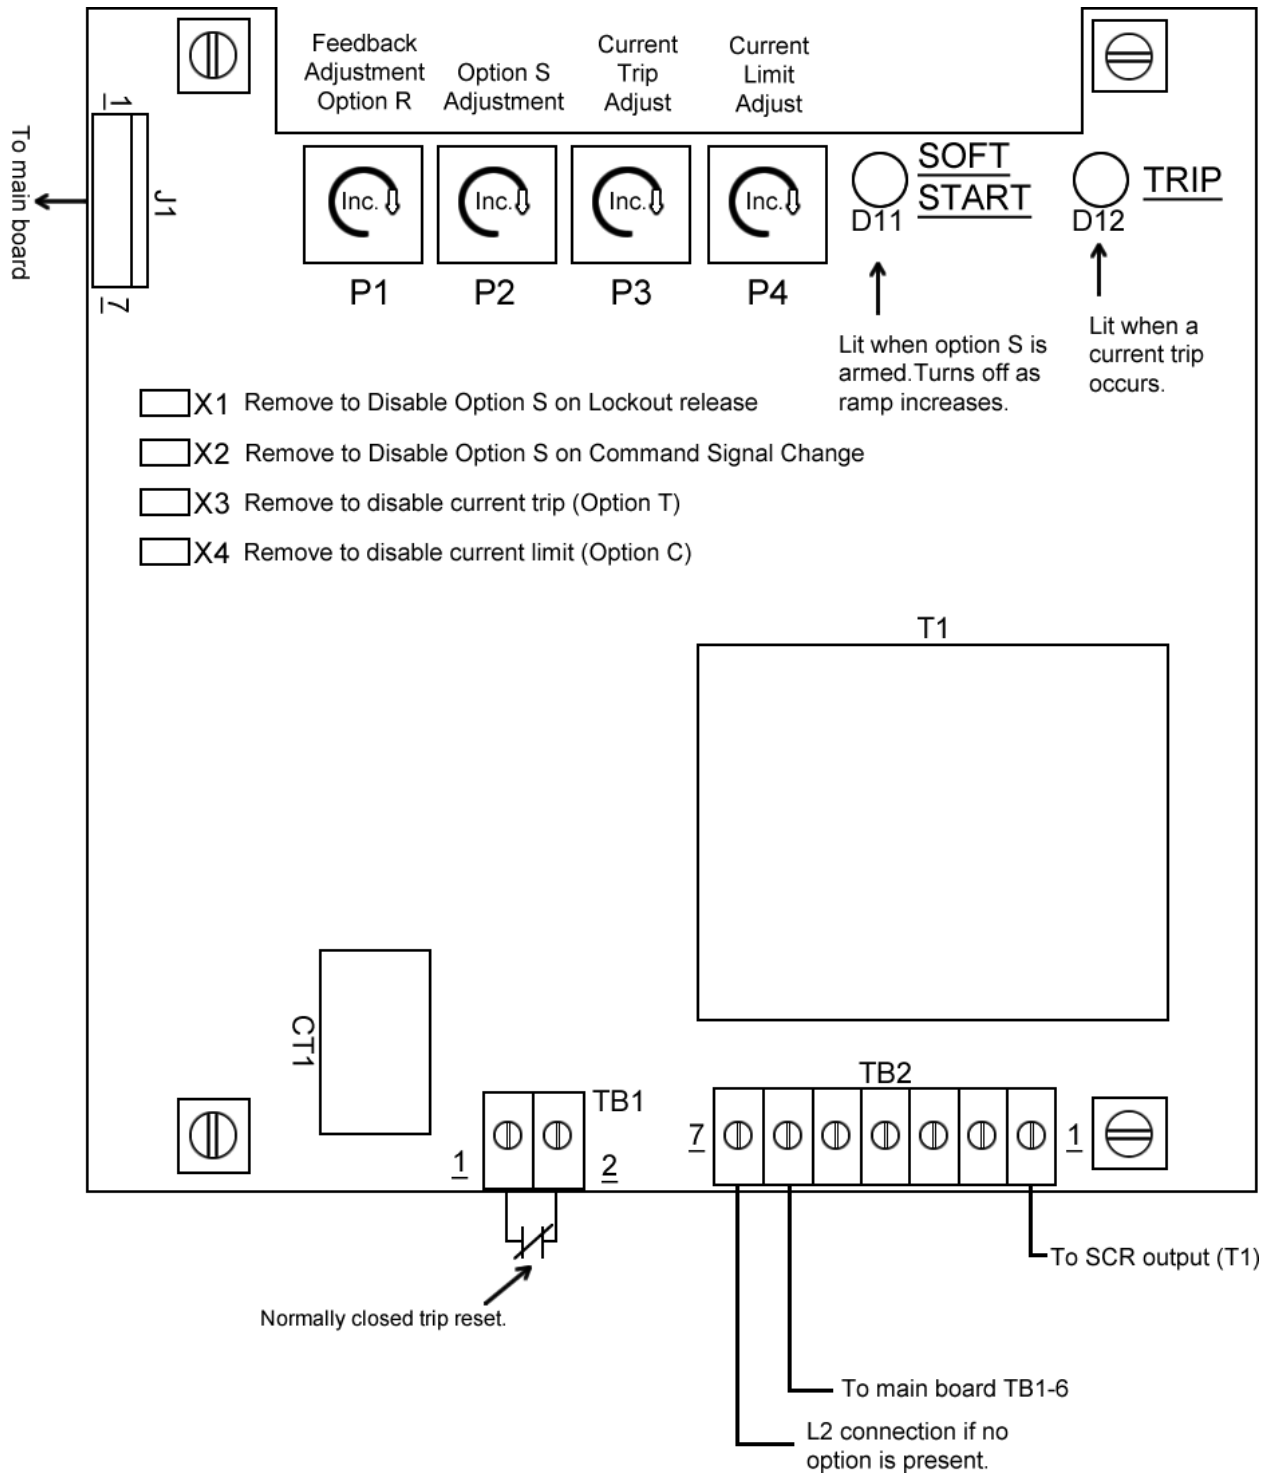 Feedback
Adjustment
Option R
Option S
Adjustment
Current
Trip
Adjust
Current
Limit
Adjust
1
To main board
J1
7
Inc.
Inc.
Inc.
Inc.
P1
P2
P3
P4
SOFT
START
D11
TRIP
D12
Lit when option S is
armed.Turns off as
ramp increases.
Lit when a
current trip
occurs.
X1 Remove to Disable Option S on Lockout release
X2 Remove to Disable Option S on Command Signal Change
X3 Remove to disable current trip (Option T)
X4 Remove to disable current limit (Option C)
T1
CT1
TB1
1
2
TB2
7
1
Normally closed trip reset.
To SCR output (T1)
To main board TB1-6
L2 connection if no
option is present.